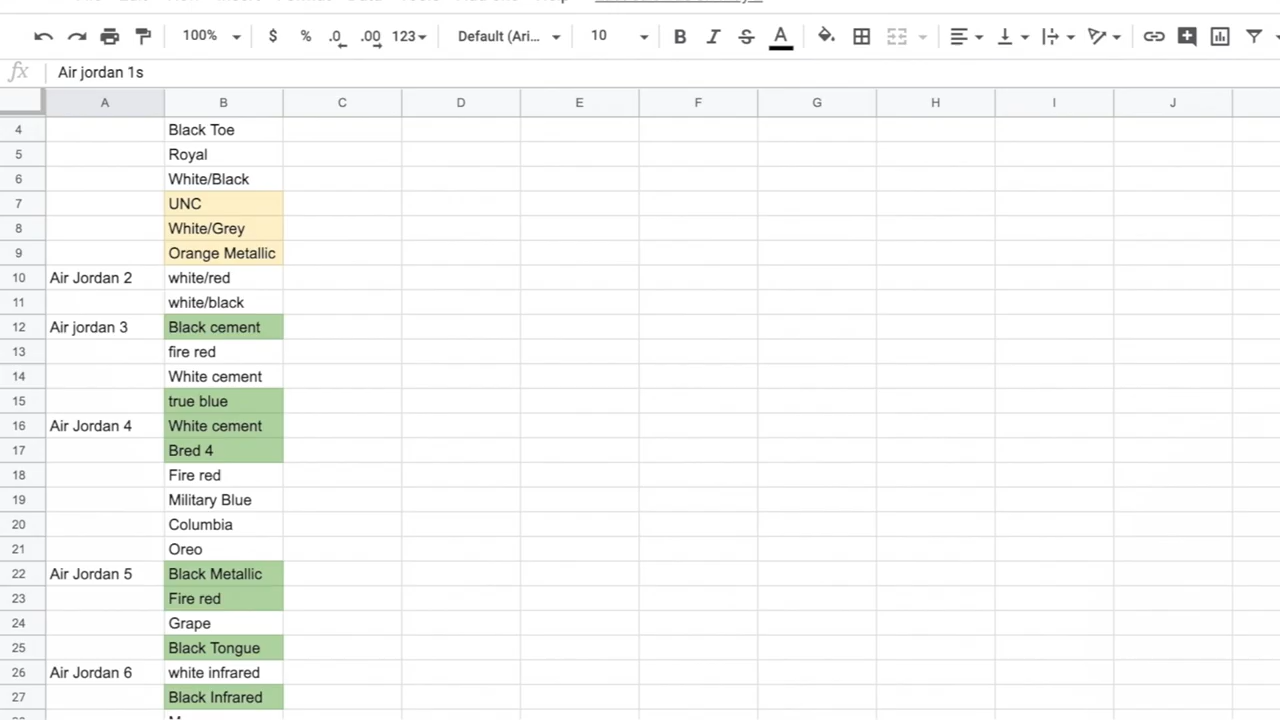 100% $ % .0 .00 123 Default (Ari... 10 B I S A
fx Air jordan 1s
A B C D E F G H I J
4 Black Toe
5 Royal
6 White/Black
7 UNC
8 White/Grey
9 Orange Metallic
10 Air Jordan 2 white/red
11 white/black
12 Air jordan 3 Black cement
13 fire red
14 White cement
15 true blue
16 Air Jordan 4 White cement
17 Bred 4
18 Fire red
19 Military Blue
20 Columbia
21 Oreo
22 Air Jordan 5 Black Metallic
23 Fire red
24 Grape
25 Black Tongue
26 Air Jordan 6 white infrared
27 Black Infrared